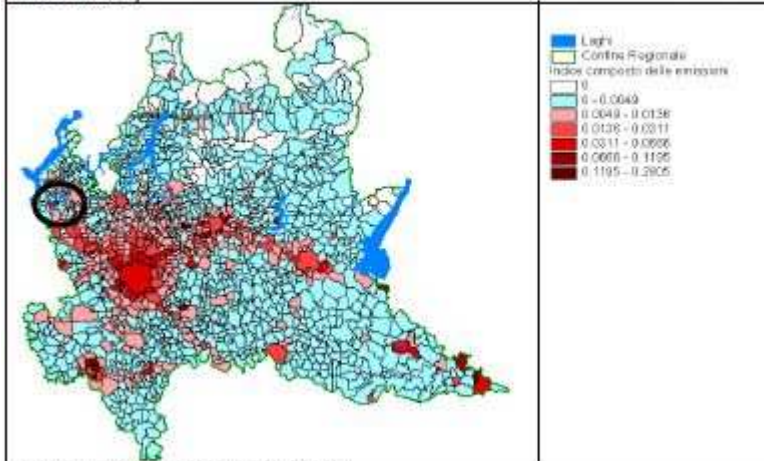 Laghi
Confine Regionale
Indice composto delle emissioni
0
0 - 0.0049
0.0049 - 0.0136
0.0136 - 0.0311
0.0311 - 0.0666
0.0666 - 0.1195
0.1195 - 0.2805